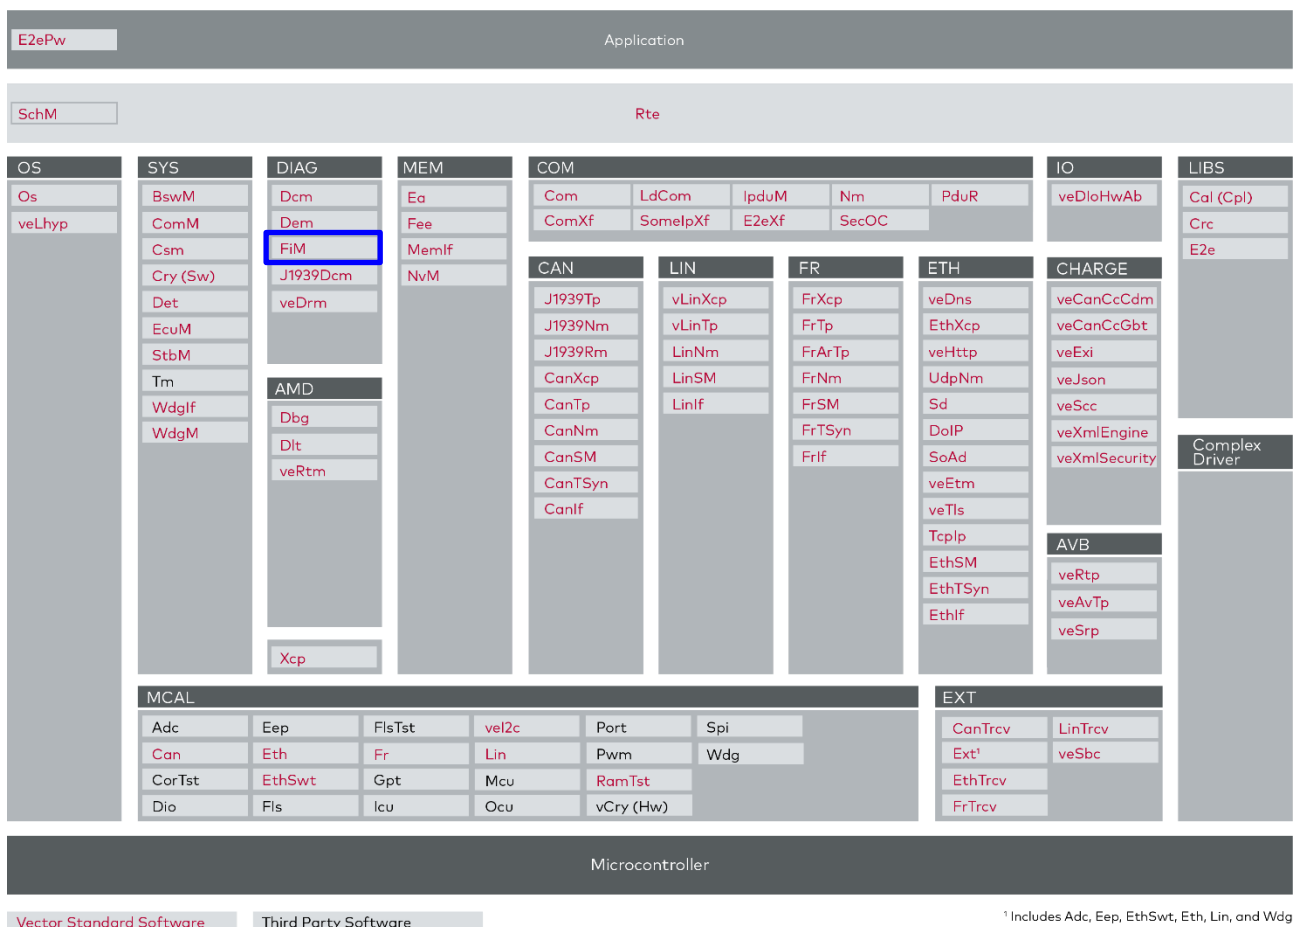 E2ePw
Application
SchM
Rte
OS
Os
veLhyp
SYS
BswM
ComM
Csm
Cry (Sw)
Det
EcuM
StbM
Tm
WdgIf
WdgM
DIAG
Dcm
Dem
FiM
J1939Dcm
veDrm
AMD
Dbg
Dlt
veRtm
Xcp
MEM
Ea
Fee
MemIf
NvM
COM
Com LdCom IpduM Nm PduR
ComXf SomeIpXf E2eXf SecOC
CAN
J1939Tp
J1939Nm
J1939Rm
CanXcp
CanTp
CanNm
CanSM
CanTSyn
CanIf
LIN
vLinXcp
vLinTp
LinNm
LinSM
LinIf
FR
FrXcp
FrTp
FrArTp
FrNm
FrSM
FrTSyn
FrIf
ETH
veDns
EthXcp
veHttp
UdpNm
Sd
DoIP
SoAd
veEtm
veTls
TcpIp
EthSM
EthTSyn
EthIf
IO
veDIoHwAb
CHARGE
veCanCcCdm
veCanCcGbt
veExi
veJson
veScc
veXmlEngine
veXmlSecurity
AVB
veRtp
veAvTp
veSrp
LIBS
Cal (Cpl)
Crc
E2e
Complex
Driver
MCAL
Adc Eep FlsTst veI2c Port Spi
Can Eth Fr Lin Pwm Wdg
CorTst EthSwt Gpt Mcu RamTst
Dio Fls Icu Ocu vCry (Hw)
EXT
CanTrcv LinTrcv
Ext¹ veSbc
EthTrcv
FrTrcv
Microcontroller
Vector Standard Software Third Party Software
¹ Includes Adc, Eep, EthSwt, Eth, Lin, and Wdg